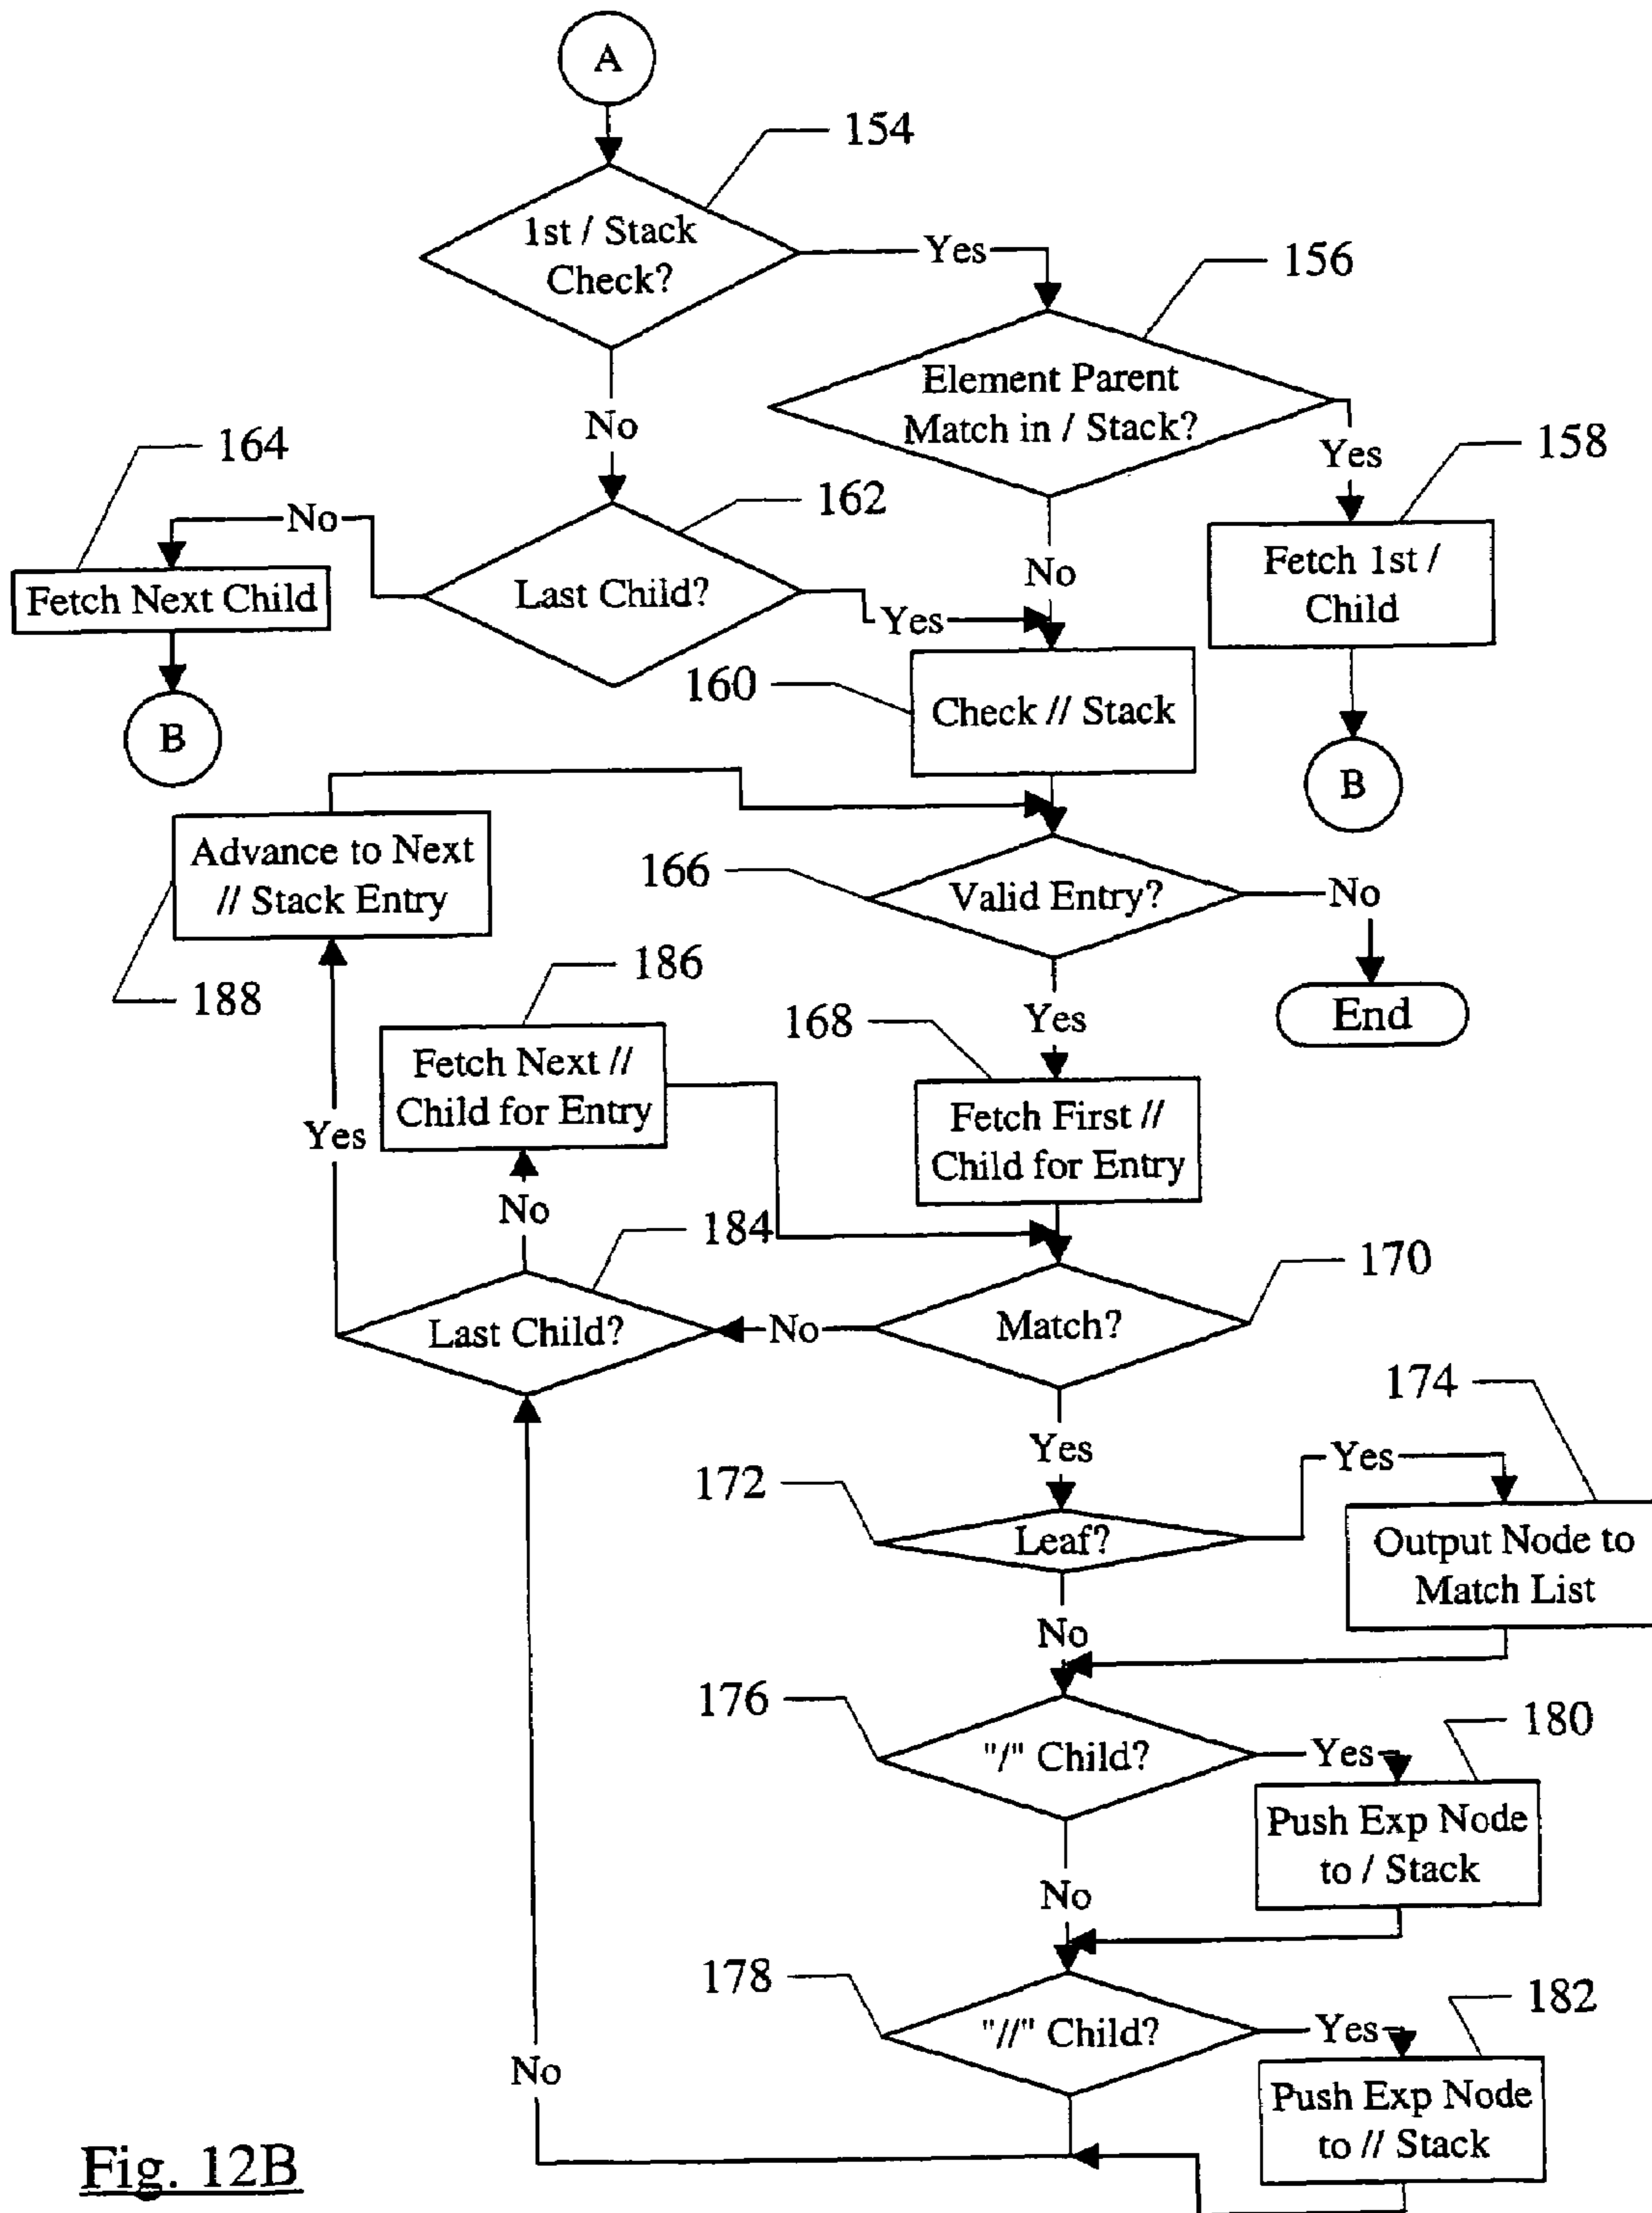 A
154
1st / Stack
Check?
Yes
156
Element Parent
Match in / Stack?
No
Yes
158
164
162
No
Fetch Next Child
Last Child?
Yes
No
Fetch 1st /
Child
160
Check // Stack
B
B
Advance to Next
// Stack Entry
188
166
Valid Entry?
No
End
186
168
Yes
Fetch Next //
Child for Entry
Fetch First //
Child for Entry
Yes
No
184
170
Last Child?
No
Match?
174
Yes
172
Leaf?
Yes
Output Node to
Match List
No
176
"/" Child?
Yes
180
Push Exp Node
to / Stack
No
178
"//" Child?
Yes
182
Push Exp Node
to // Stack
No
Fig. 12B